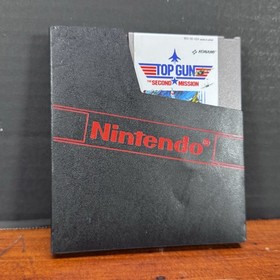 KONAMI
TOP GUN
THE SECOND MISSION
Nintendo®